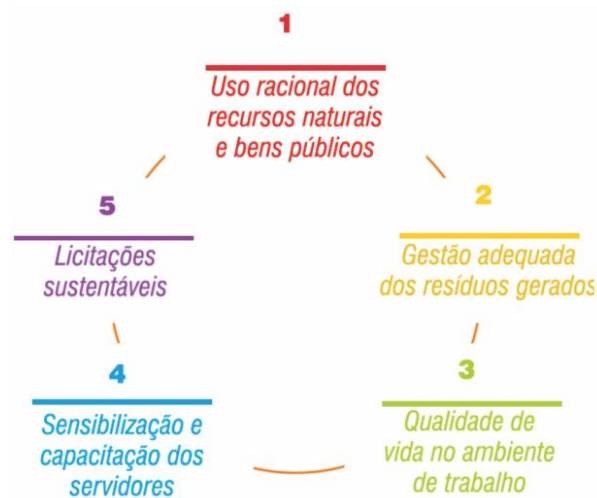 1
Uso racional dos
recursos naturais
e bens públicos
2
Gestão adequada
dos resíduos gerados
3
Qualidade de
vida no ambiente
de trabalho
4
Sensibilização e
capacitação dos
servidores
5
Licitações
sustentáveis